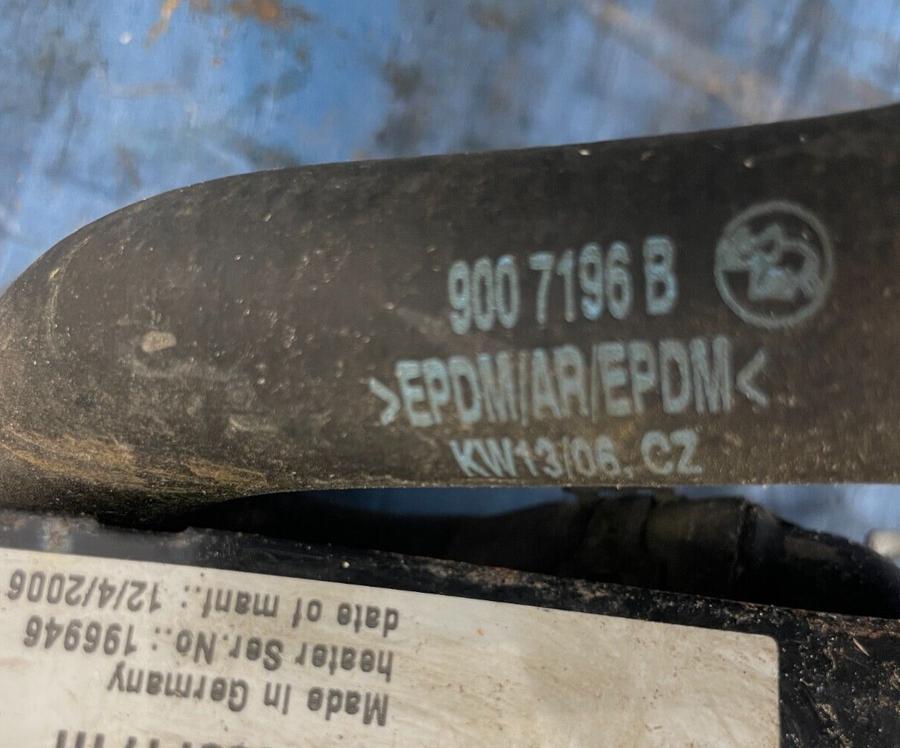 900 7196 B
>EPDM/AR/EPDM<
KW13/06. CZ
Made in Germany
heater Ser.No.: 196946
date of manf.: 12/4/2006